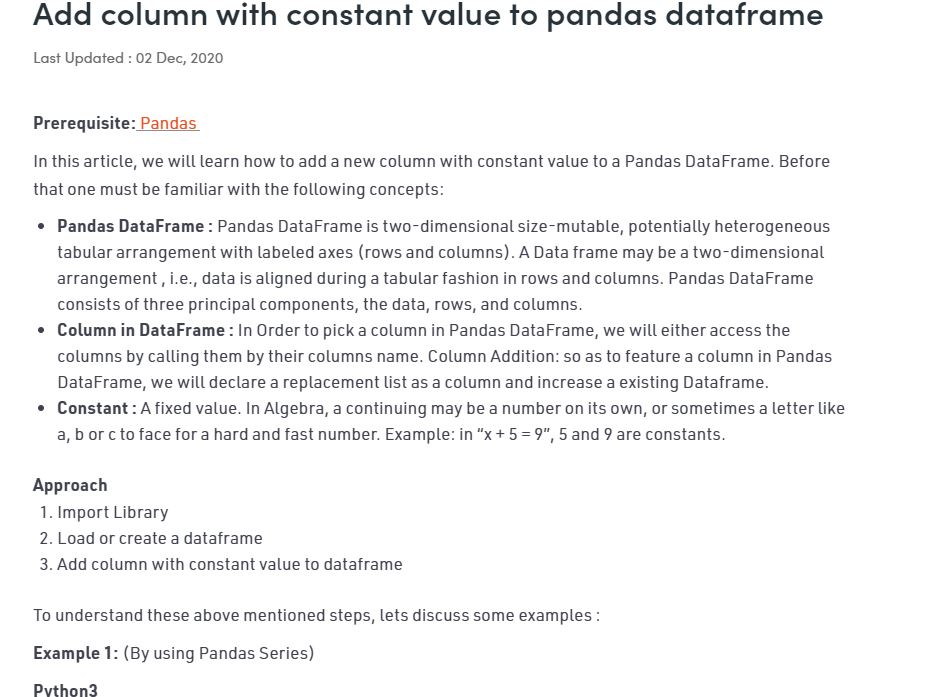 Add column with constant value to pandas dataframe
Last Updated : 02 Dec, 2020
Prerequisite: Pandas
In this article, we will learn how to add a new column with constant value to a Pandas DataFrame. Before
that one must be familiar with the following concepts:
• Pandas DataFrame : Pandas DataFrame is two-dimensional size-mutable, potentially heterogeneous
tabular arrangement with labeled axes (rows and columns). A Data frame may be a two-dimensional
arrangement , i.e., data is aligned during a tabular fashion in rows and columns. Pandas DataFrame
consists of three principal components, the data, rows, and columns.
• Column in DataFrame : In Order to pick a column in Pandas DataFrame, we will either access the
columns by calling them by their columns name. Column Addition: so as to feature a column in Pandas
DataFrame, we will declare a replacement list as a column and increase a existing Dataframe.
• Constant : A fixed value. In Algebra, a continuing may be a number on its own, or sometimes a letter like
a, b or c to face for a hard and fast number. Example: in “x + 5 = 9”, 5 and 9 are constants.
Approach
1. Import Library
2. Load or create a dataframe
3. Add column with constant value to dataframe
To understand these above mentioned steps, lets discuss some examples :
Example 1: (By using Pandas Series)
Python3